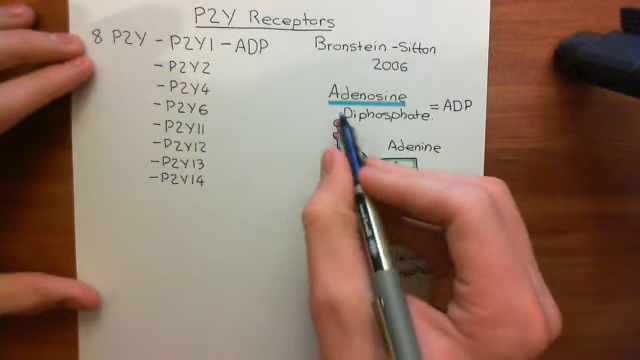 P2Y Receptors
8 P2Y - P2Y1 - ADP
- P2Y2
- P2Y4
- P2Y6
- P2Y11
- P2Y12
- P2Y13
- P2Y14
Bronstein-Sitton
2006
Adenosine
Diphosphate = ADP
Adenine